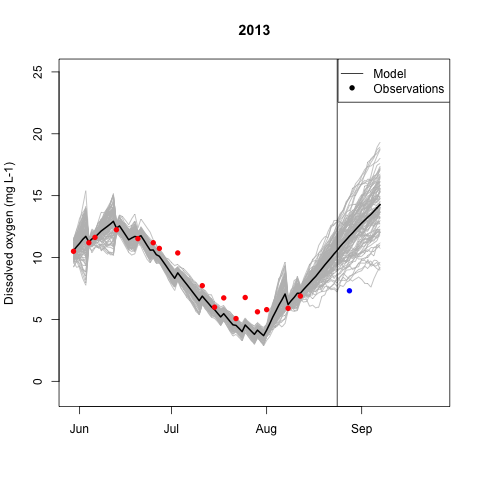 2013
Dissolved oxygen (mg L-1)
25
20
15
10
5
0
Model
Observations
Jun
Jul
Aug
Sep